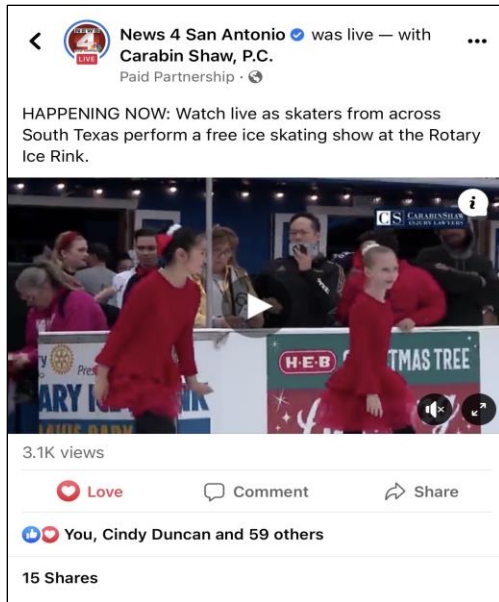 News 4 San Antonio was live — with
Carabin Shaw, P.C.
Paid Partnership ·
4
LIVE
HAPPENING NOW: Watch live as skaters from across
South Texas perform a free ice skating show at the Rotary
Ice Rink.
i
CS CARABINSHAW
INJURY LAWYERS
H-E-B TMAS TREE
ARY I
3.1K views
Love Comment Share
You, Cindy Duncan and 59 others
15 Shares